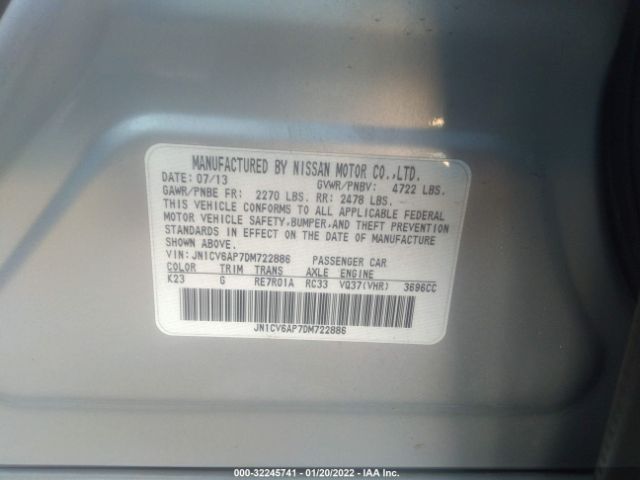 MANUFACTURED BY NISSAN MOTOR CO.,LTD.
DATE: 07/13 GVWR/PNBV: 4722 LBS.
GAWR/PNBE FR: 2270 LBS. RR: 2478 LBS.
THIS VEHICLE CONFORMS TO ALL APPLICABLE FEDERAL
MOTOR VEHICLE SAFETY,BUMPER,AND THEFT PREVENTION
STANDARDS IN EFFECT ON THE DATE OF MANUFACTURE
SHOWN ABOVE.
VIN: JN1CV6AP7DM722886 PASSENGER CAR
COLOR TRIM TRANS AXLE ENGINE
K23 G RE7R01A RC33 VQ37(VHR) 3696CC
JN1CV6AP7DM722886
000-32245741 - 01/20/2022 - IAA Inc.